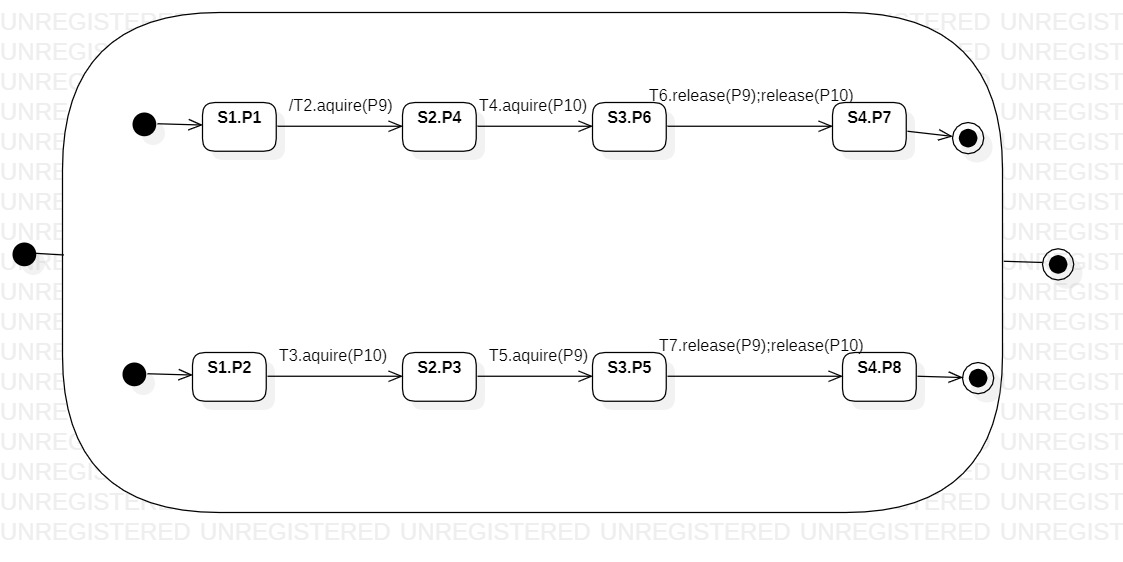 /T2.aquire(P9)
T4.aquire(P10)
T6.release(P9);release(P10)
S1.P1
S2.P4
S3.P6
S4.P7
T3.aquire(P10)
T5.aquire(P9)
T7.release(P9);release(P10)
S1.P2
S2.P3
S3.P5
S4.P8
UNREGISTERED UNREGISTERED UNREGISTERED UNREGISTERED UNREGISTERED UNREGIST